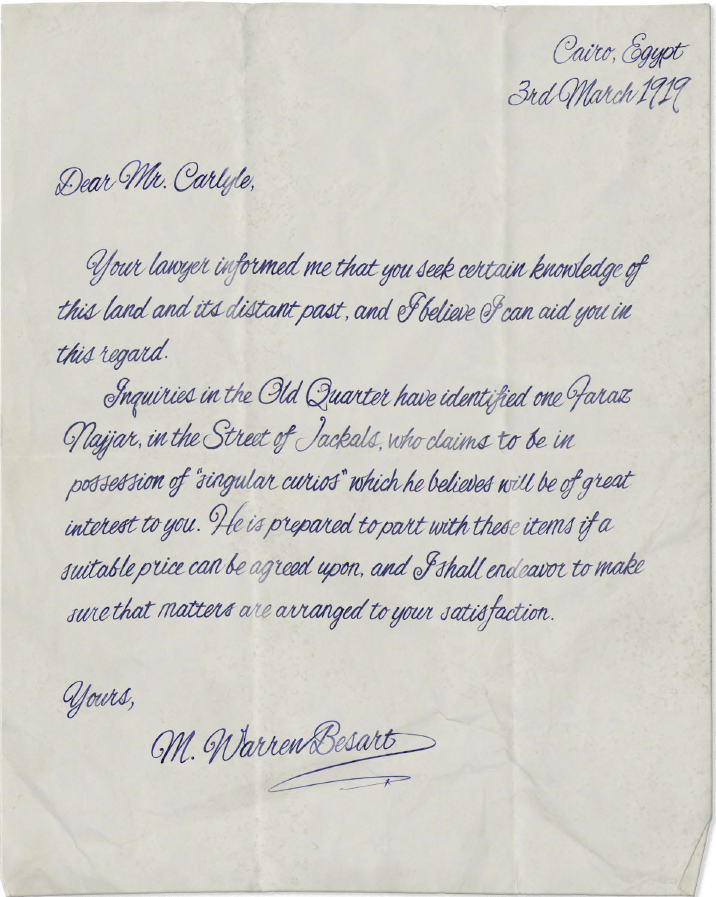 Cairo, Egypt
3rd March 1919
Dear Mr. Carlyle,
Your lawyer informed me that you seek certain knowledge of
this land and its distant past, and I believe I can aid you in
this regard.
Inquiries in the Old Quarter have identified one Faraz
Najjar, in the Street of Jackals, who claims to be in
possession of "singular curios" which he believes will be of great
interest to you. He is prepared to part with these items if a
suitable price can be agreed upon, and I shall endeavor to make
sure that matters are arranged to your satisfaction.
Yours,
M. Warren Besart